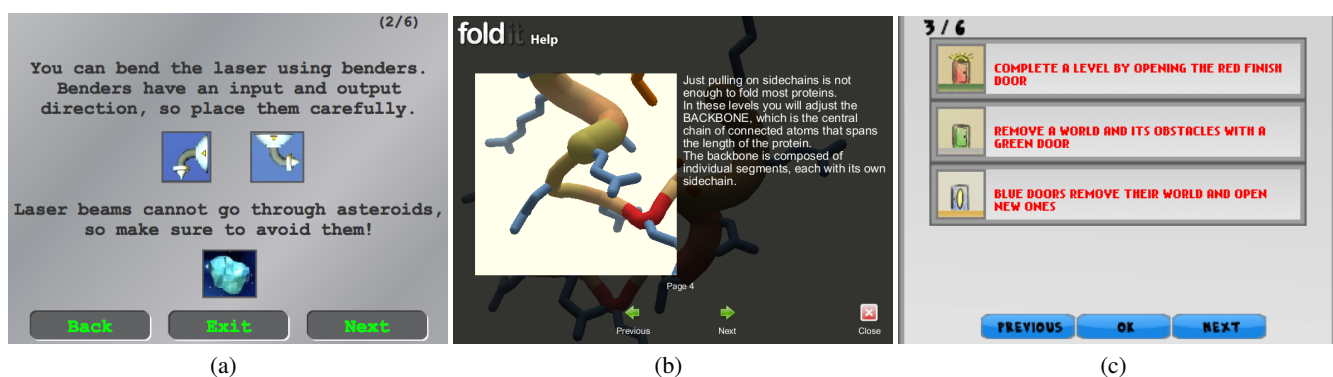 (2/6)
You can bend the laser using benders.
Benders have an input and output
direction, so place them carefully.
Laser beams cannot go through asteroids,
so make sure to avoid them!
Back
Exit
Next
(a)
foldit Help
Just pulling on sidechains is not
enough to fold most proteins.
In these levels you will adjust the
BACKBONE, which is the central
chain of connected atoms that spans
the length of the protein.
The backbone is composed of
individual segments, each with its own
sidechain.
Page 4
Previous
Next
Close
(b)
3 / 6
COMPLETE A LEVEL BY OPENING THE RED FINISH
DOOR
REMOVE A WORLD AND ITS OBSTACLES WITH A
GREEN DOOR
BLUE DOORS REMOVE THEIR WORLD AND OPEN
NEW ONES
PREVIOUS
OK
NEXT
(c)